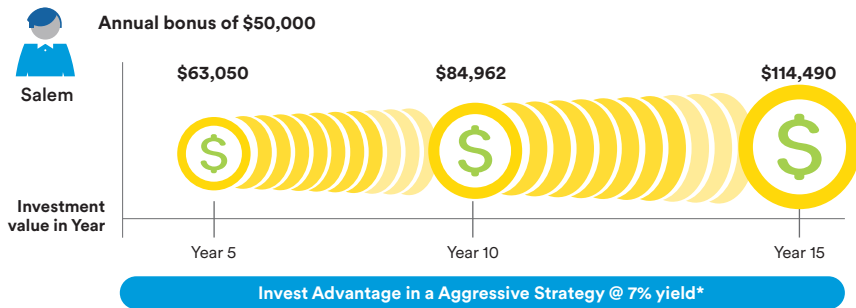 Annual bonus of $50,000
Salem
$63,050
$84,962
$114,490
$
$
$
Investment
value in Year
Year 5
Year 10
Year 15
Invest Advantage in a Aggressive Strategy @ 7% yield*